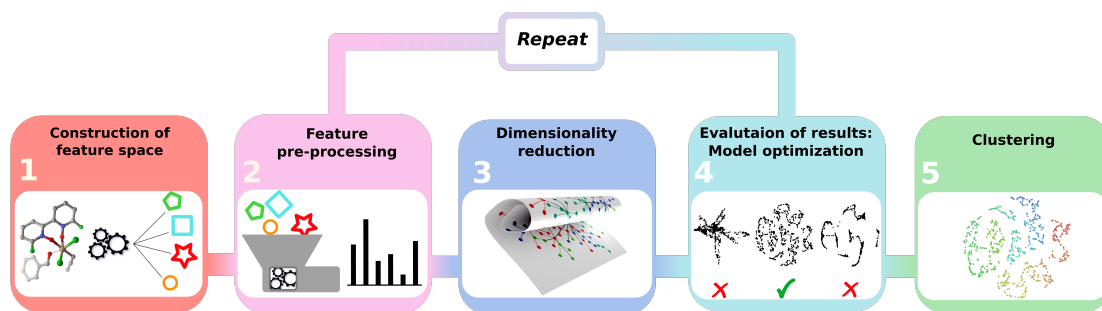 Repeat
Construction of
feature space
1
Feature
pre-processing
2
Dimensionality
reduction
3
Evalutaion of results:
Model optimization
4
Clustering
5